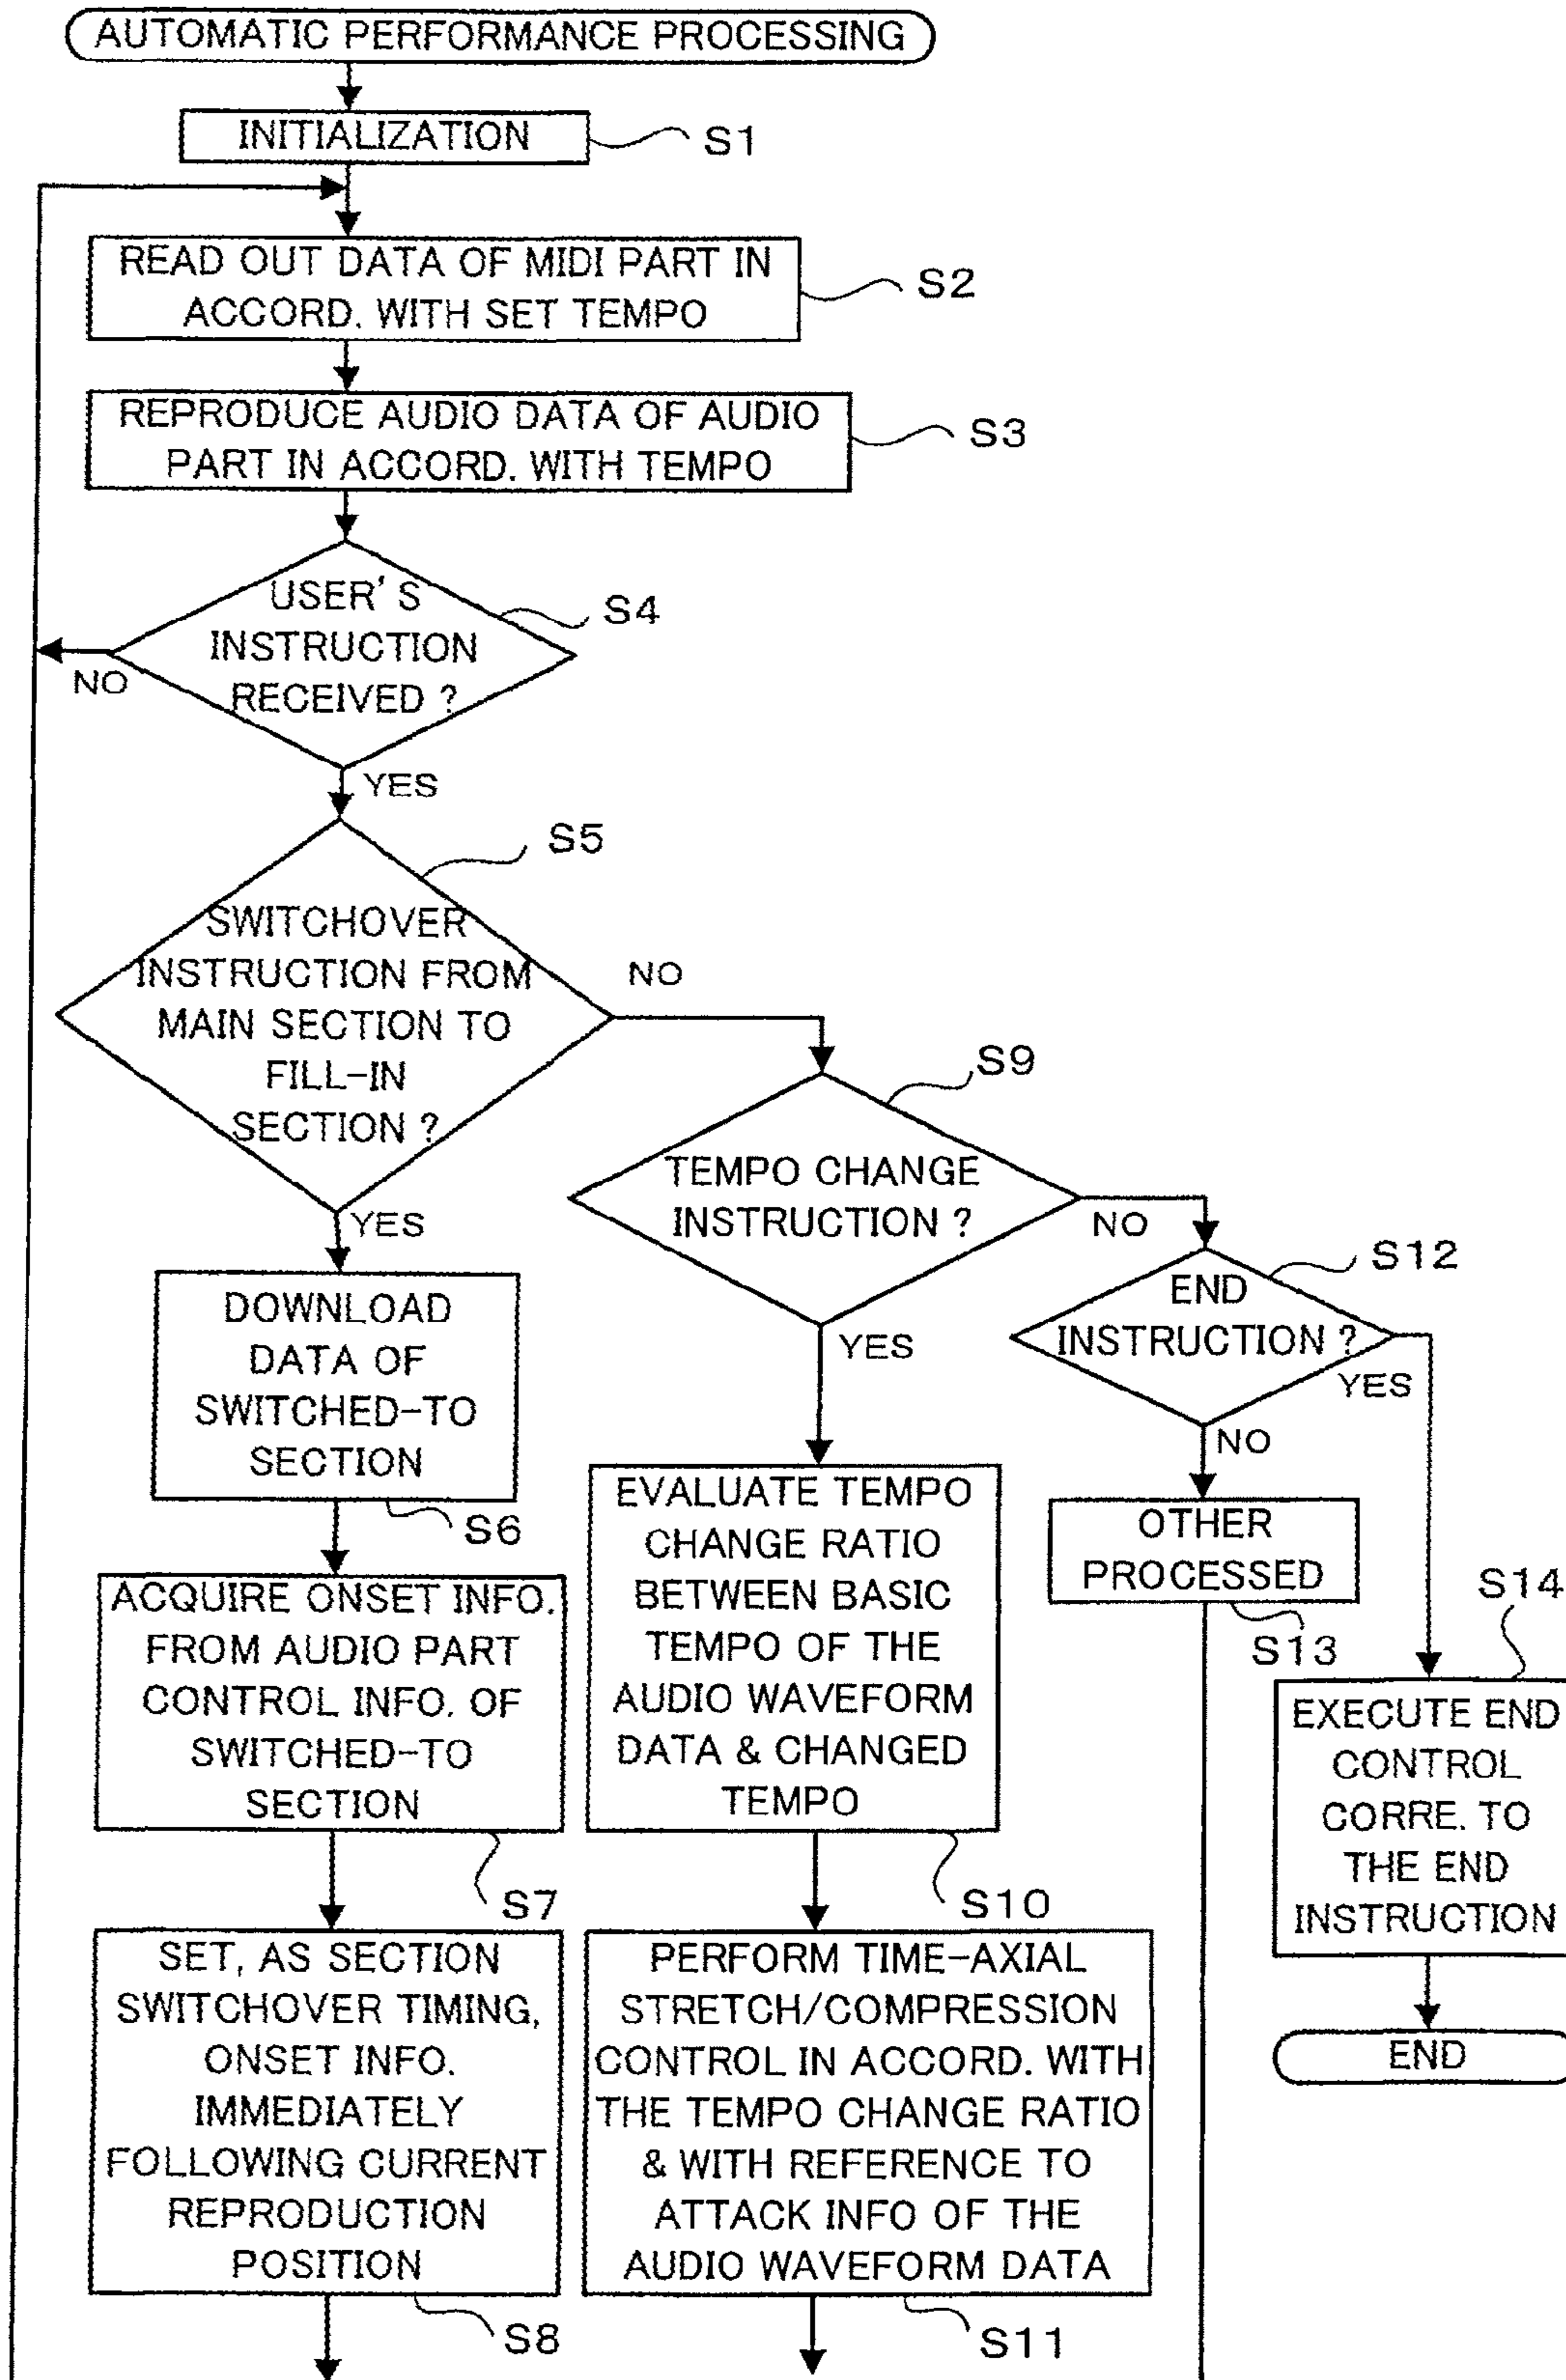 AUTOMATIC PERFORMANCE PROCESSING
INITIALIZATION
S1
READ OUT DATA OF MIDI PART IN
ACCORD. WITH SET TEMPO
S2
REPRODUCE AUDIO DATA OF AUDIO
PART IN ACCORD. WITH TEMPO
S3
USER'S
INSTRUCTION
RECEIVED ?
S4
NO
YES
SWITCHOVER
INSTRUCTION FROM
MAIN SECTION TO
FILL-IN
SECTION ?
S5
NO
YES
DOWNLOAD
DATA OF
SWITCHED-TO
SECTION
S6
ACQUIRE ONSET INFO.
FROM AUDIO PART
CONTROL INFO. OF
SWITCHED-TO
SECTION
S7
SET, AS SECTION
SWITCHOVER TIMING,
ONSET INFO.
IMMEDIATELY
FOLLOWING CURRENT
REPRODUCTION
POSITION
S8
TEMPO CHANGE
INSTRUCTION ?
S9
NO
YES
EVALUATE TEMPO
CHANGE RATIO
BETWEEN BASIC
TEMPO OF THE
AUDIO WAVEFORM
DATA & CHANGED
TEMPO
S10
PERFORM TIME-AXIAL
STRETCH/COMPRESSION
CONTROL IN ACCORD. WITH
THE TEMPO CHANGE RATIO
& WITH REFERENCE TO
ATTACK INFO OF THE
AUDIO WAVEFORM DATA
S11
END
INSTRUCTION ?
S12
YES
NO
OTHER
PROCESSED
S13
EXECUTE END
CONTROL
CORRE. TO
THE END
INSTRUCTION
S14
END